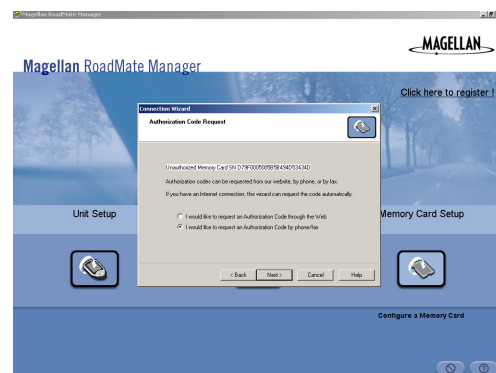 Magellan RoadMate Manager
MAGELLAN
Magellan RoadMate Manager
Click here to register !
Connection Wizard
Authorization Code Request
Unauthorized Memory Card SN D79F0005005B5B494D53434D
Authorization codes can be requested from our website, by phone, or by fax.
If you have an Internet connection, this wizard can request the code automatically.
I would like to request an Authorization Code through the Web
I would like to request an Authorization Code by phone/fax
Unit Setup
Memory Card Setup
< Back
Next >
Cancel
Help
Configure a Memory Card